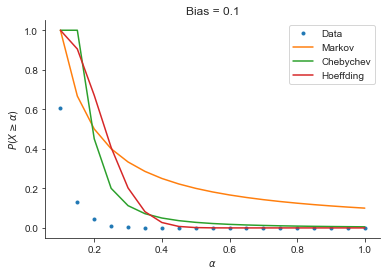 Bias = 0.1
Data
Markov
Chebychev
Hoeffding
P(X ≥ α)
1.0
0.8
0.6
0.4
0.2
0.0
0.2
0.4
0.6
0.8
1.0
α